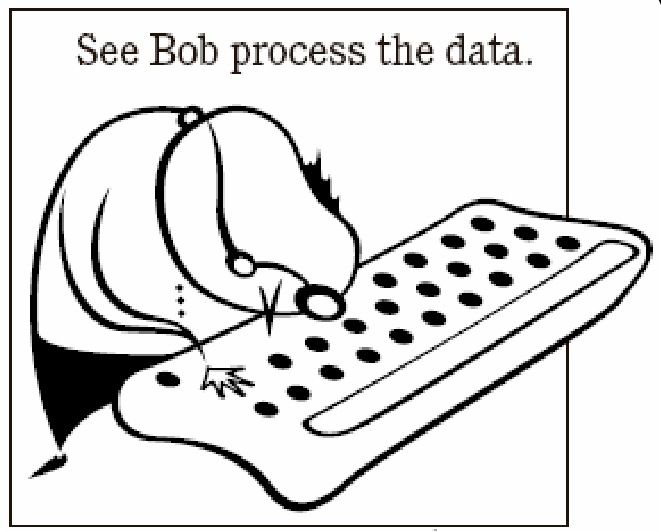 See Bob process the data.